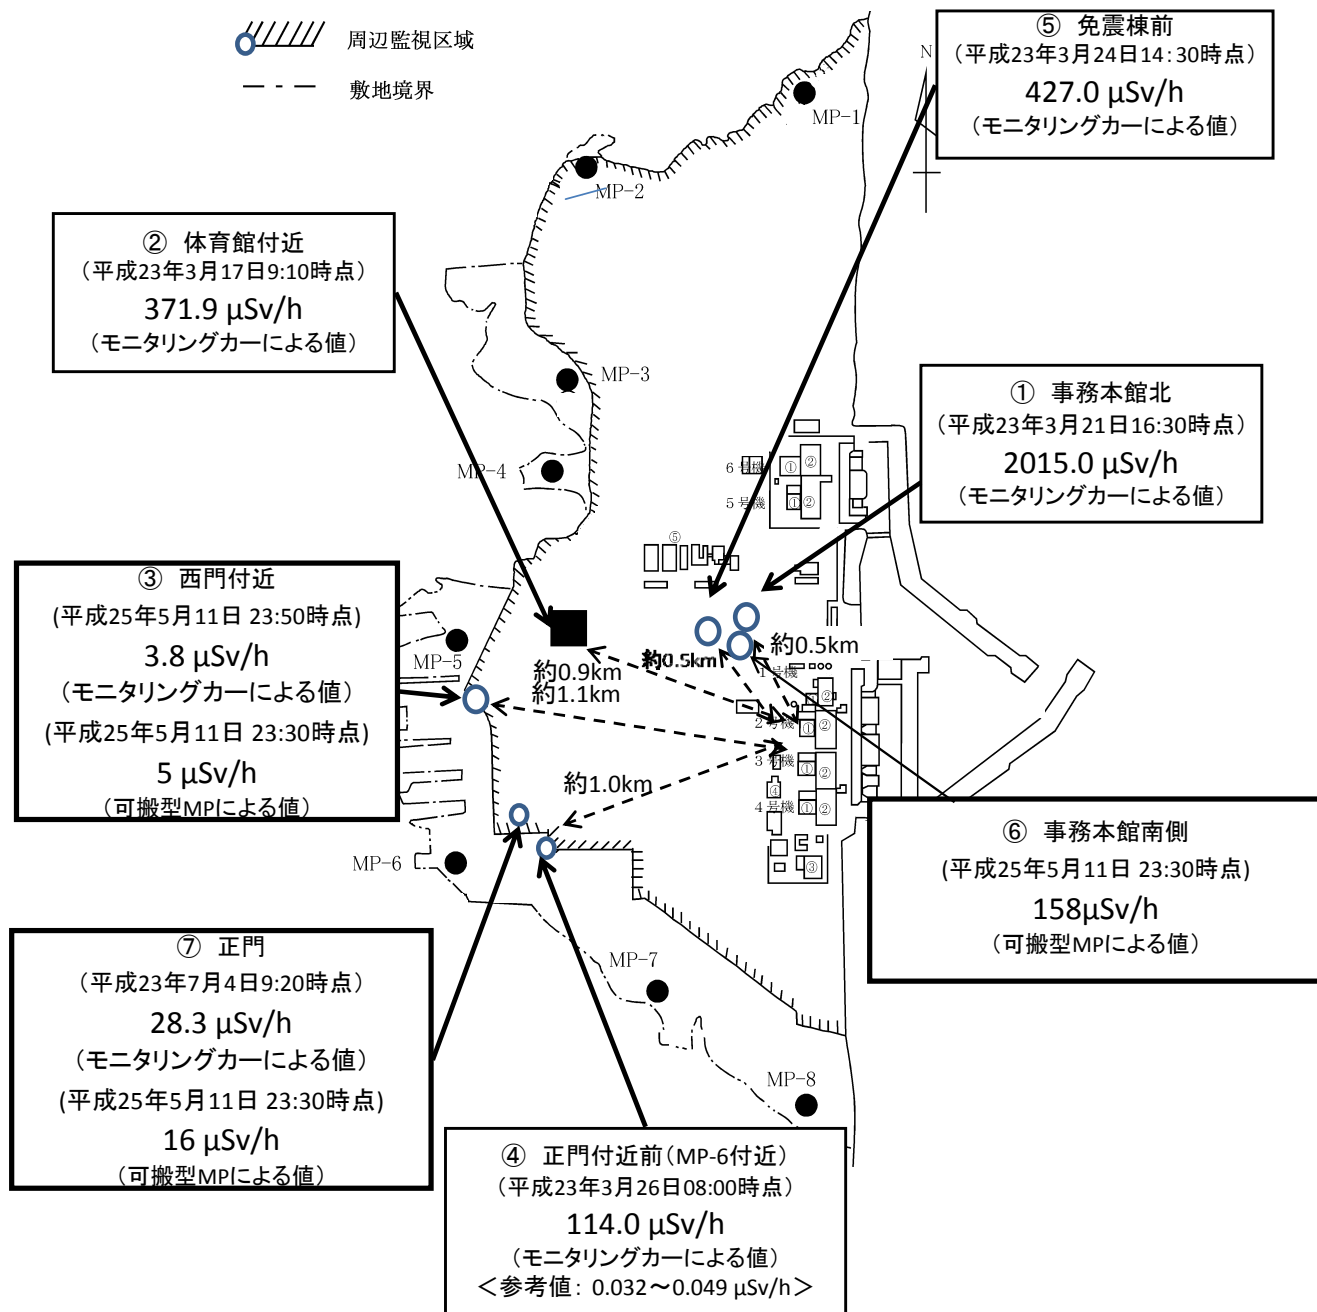 周辺監視区域
敷地境界
⑤ 免震棟前
(平成23年3月24日14:30時点)
427.0 μSv/h
(モニタリングカーによる値)
N
MP-1
MP-2
② 体育館付近
(平成23年3月17日9:10時点)
371.9 μSv/h
(モニタリングカーによる値)
MP-3
① 事務本館北
(平成23年3月21日16:30時点)
2015.0 μSv/h
(モニタリングカーによる値)
MP-4
6号機
① ②
5号機
① ②
⑤
③ 西門付近
(平成25年5月11日 23:50時点)
3.8 μSv/h
(モニタリングカーによる値)
(平成25年5月11日 23:30時点)
5 μSv/h
(可搬型MPによる値)
MP-5
約0.9km
約1.1km
約0.5km
約0.5km
1号機
②
2号機
① ②
3号機
① ②
約1.0km
④
4号機
① ②
③
MP-6
⑥ 事務本館南側
(平成25年5月11日 23:30時点)
158μSv/h
(可搬型MPによる値)
⑦ 正門
(平成23年7月4日9:20時点)
28.3 μSv/h
(モニタリングカーによる値)
(平成25年5月11日 23:30時点)
16 μSv/h
(可搬型MPによる値)
MP-7
MP-8
④ 正門付近前(MP-6付近)
(平成23年3月26日08:00時点)
114.0 μSv/h
(モニタリングカーによる値)
<参考値: 0.032~0.049 μSv/h>